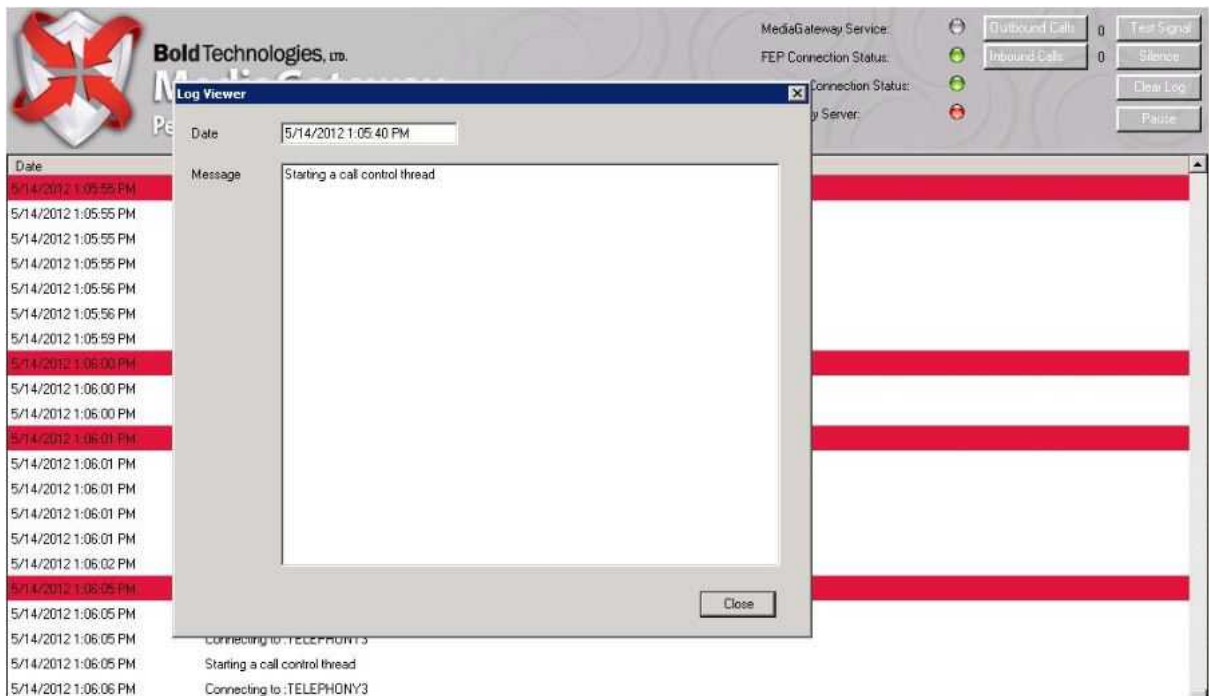 Bold Technologies, LTD.
MediaGateway
Pe
MediaGateway Service:
Outbound Calls
0
Test Signal
FEP Connection Status:
Inbound Calls
0
Silence
Connection Status:
Clear Log
y Server:
Pause
Log Viewer
Date
5/14/2012 1:05:40 PM
Message
Starting a call control thread
Close
Date
5/14/2012 1:05:55 PM
5/14/2012 1:05:55 PM
5/14/2012 1:05:55 PM
5/14/2012 1:05:55 PM
5/14/2012 1:05:56 PM
5/14/2012 1:05:56 PM
5/14/2012 1:05:59 PM
5/14/2012 1:06:00 PM
5/14/2012 1:06:00 PM
5/14/2012 1:06:00 PM
5/14/2012 1:06:01 PM
5/14/2012 1:06:01 PM
5/14/2012 1:06:01 PM
5/14/2012 1:06:01 PM
5/14/2012 1:06:01 PM
5/14/2012 1:06:02 PM
5/14/2012 1:06:05 PM
5/14/2012 1:06:05 PM
5/14/2012 1:06:05 PM Connecting to :TELEPHONY3
5/14/2012 1:06:05 PM Starting a call control thread
5/14/2012 1:06:06 PM Connecting to :TELEPHONY3